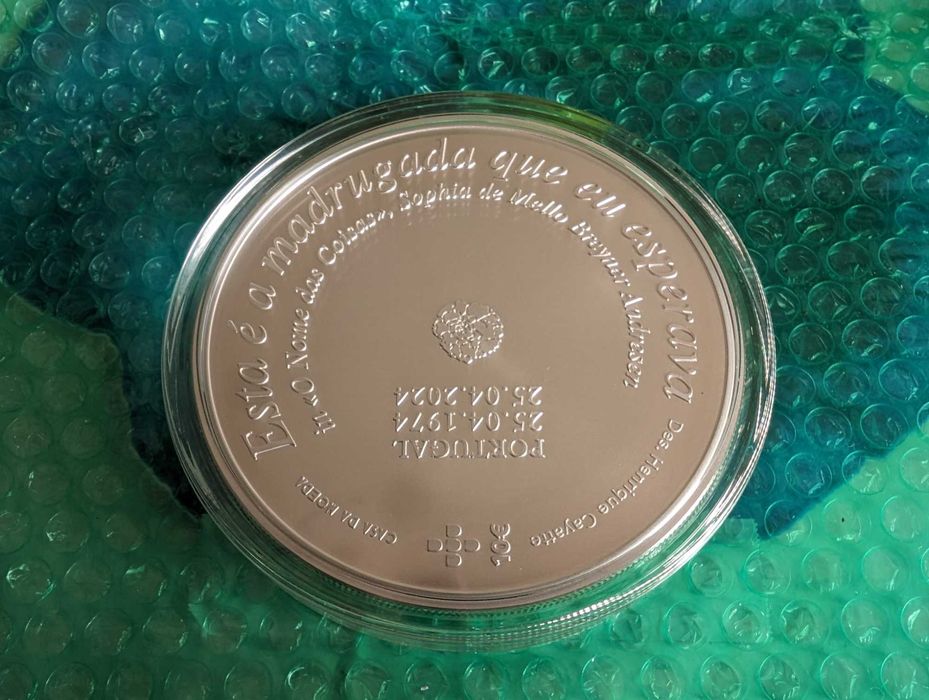 Esta é a madrugada que eu esperava
in «O Nome das Coisas», Sophia de Mello Breyner Andresen
25.04.2024
25.04.1974
PORTUGAL
Des. Henrique Cayatte
CASA DA MOEDA
10€